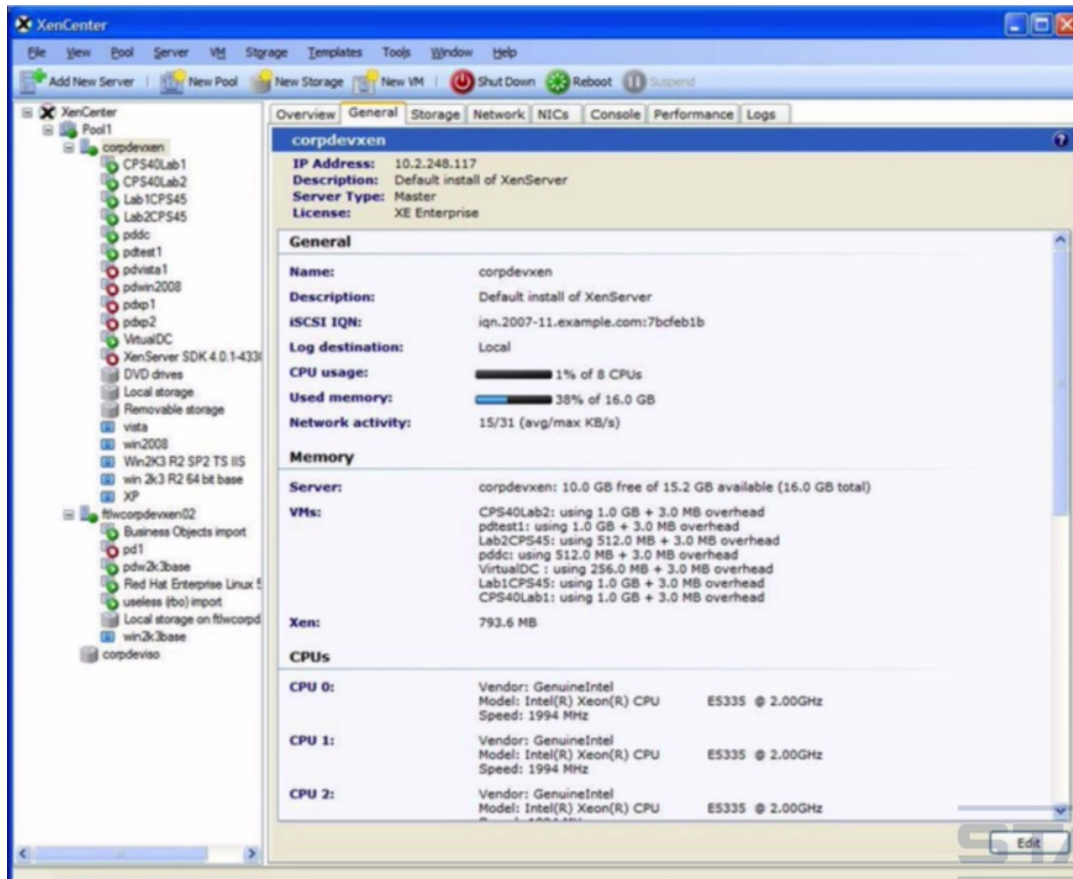 XenCenter
File View Pool Server VM Storage Templates Tools Window Help
Add New Server New Pool New Storage New VM Shut Down Reboot Suspend
XenCenter
Pool1
corpdevxen
CPS40Lab1
CPS40Lab2
Lab1CPS45
Lab2CPS45
pddc
pdtest1
pdvista1
pdwin2008
pdxp1
pdxp2
VirtualDC
XenServer SDK 4.0.1-433
DVD drives
Local storage
Removable storage
vista
win2008
Win2K3 R2 SP2 TS IIS
win 2k3 R2 64 bit base
XP
ftlwcorpdevxen02
Business Objects import
pd1
pdw2k3base
Red Hat Enterprise Linux 5
useless (rbo) import
Local storage on ftlwcorpd
win2k3base
corpdeviso
Overview General Storage Network NICs Console Performance Logs
corpdevxen
IP Address: 10.2.248.117
Description: Default install of XenServer
Server Type: Master
License: XE Enterprise
General
Name: corpdevxen
Description: Default install of XenServer
iSCSI IQN: iqn.2007-11.example.com:7bcfeb1b
Log destination: Local
CPU usage: 1% of 8 CPUs
Used memory: 38% of 16.0 GB
Network activity: 15/31 (avg/max KB/s)
Memory
Server: corpdevxen: 10.0 GB free of 15.2 GB available (16.0 GB total)
VMs: CPS40Lab2: using 1.0 GB + 3.0 MB overhead
pdtest1: using 1.0 GB + 3.0 MB overhead
Lab2CPS45: using 512.0 MB + 3.0 MB overhead
pddc: using 512.0 MB + 3.0 MB overhead
VirtualDC : using 256.0 MB + 3.0 MB overhead
Lab1CPS45: using 1.0 GB + 3.0 MB overhead
CPS40Lab1: using 1.0 GB + 3.0 MB overhead
Xen: 793.6 MB
CPUs
CPU 0: Vendor: GenuineIntel
Model: Intel(R) Xeon(R) CPU E5335 @ 2.00GHz
Speed: 1994 MHz
CPU 1: Vendor: GenuineIntel
Model: Intel(R) Xeon(R) CPU E5335 @ 2.00GHz
Speed: 1994 MHz
CPU 2: Vendor: GenuineIntel
Model: Intel(R) Xeon(R) CPU E5335 @ 2.00GHz
Edit